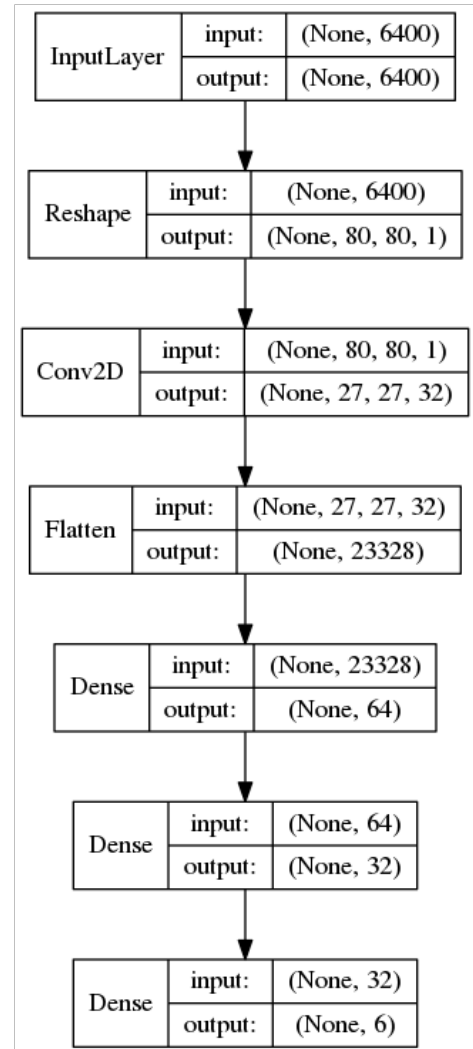 InputLayer
input: (None, 6400)
output: (None, 6400)
Reshape
input: (None, 6400)
output: (None, 80, 80, 1)
Conv2D
input: (None, 80, 80, 1)
output: (None, 27, 27, 32)
Flatten
input: (None, 27, 27, 32)
output: (None, 23328)
Dense
input: (None, 23328)
output: (None, 64)
Dense
input: (None, 64)
output: (None, 32)
Dense
input: (None, 32)
output: (None, 6)